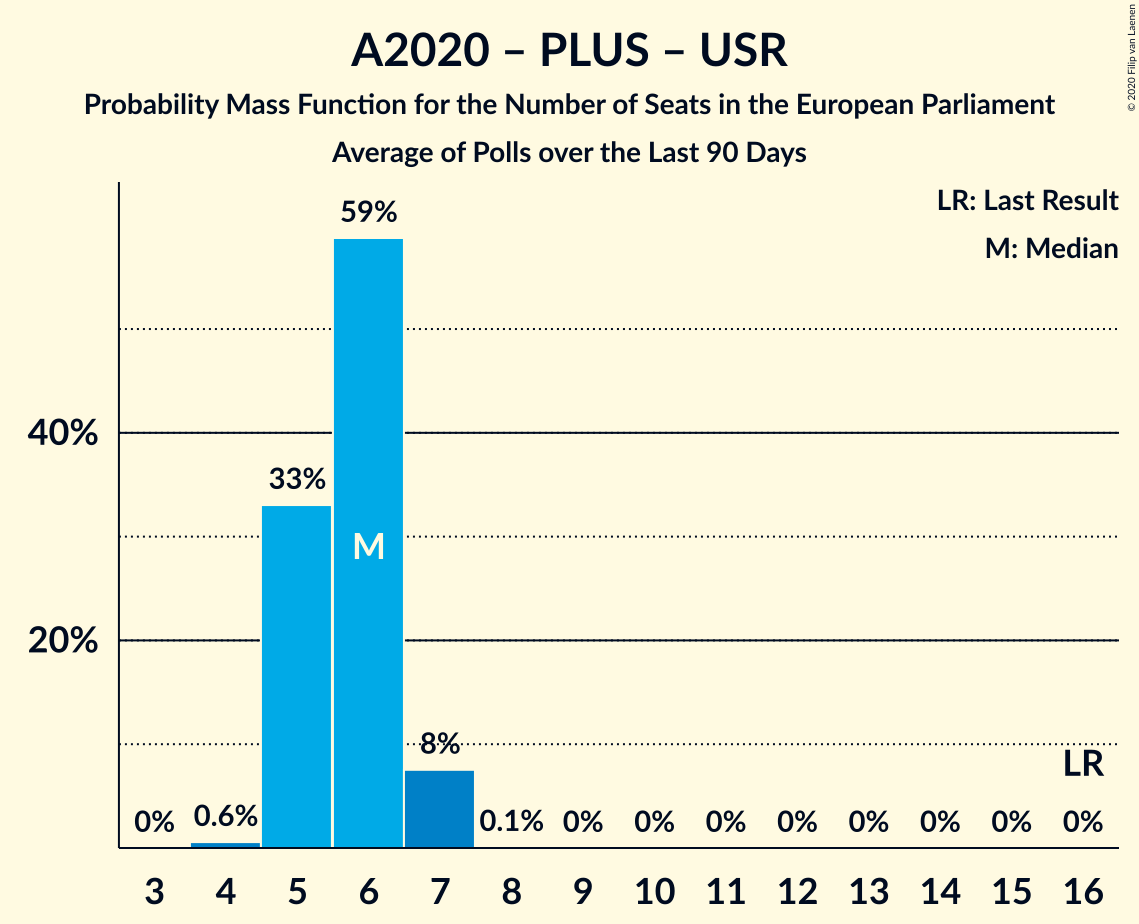 A2020 – PLUS – USR
Probability Mass Function for the Number of Seats in the European Parliament
Average of Polls over the Last 90 Days
© 2020 Filip van Laenen
LR: Last Result
M: Median
59%
40%
33%
M
20%
8%
LR
0% 0.6% 0.1% 0% 0% 0% 0% 0% 0% 0% 0%
3 4 5 6 7 8 9 10 11 12 13 14 15 16